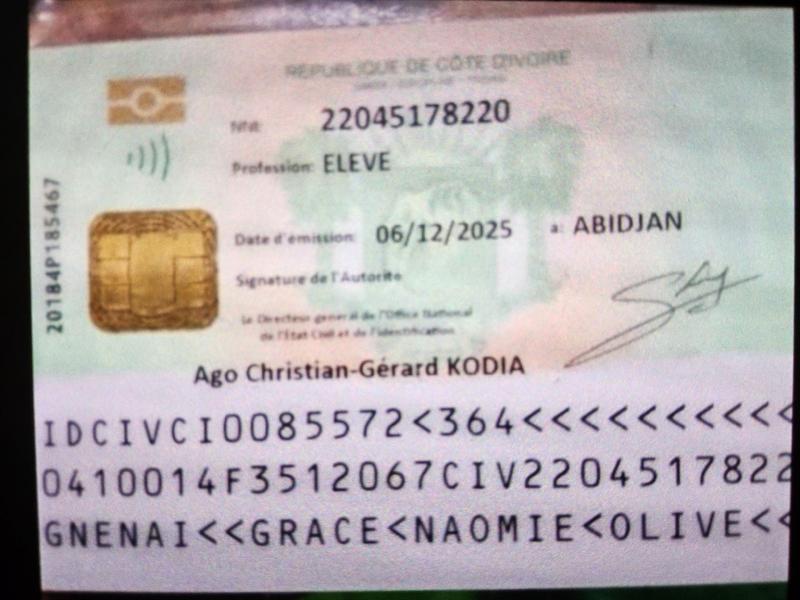 RÉPUBLIQUE DE CÔTE D'IVOIRE
NNI: 22045178220
Profession: ELEVE
Date d'émission: 06/12/2025 à: ABIDJAN
Signature de l'Autorité
Le Directeur général de l'Office National
de l'État Civil et de l'Identification
Ago Christian-Gérard KODIA
20184P185467
IDCIVCI0085572<364<<<<<<<<<<<
0410014F3512067CIV2204517822
GNENAI<<GRACE<NAOMIE<OLIVE<<